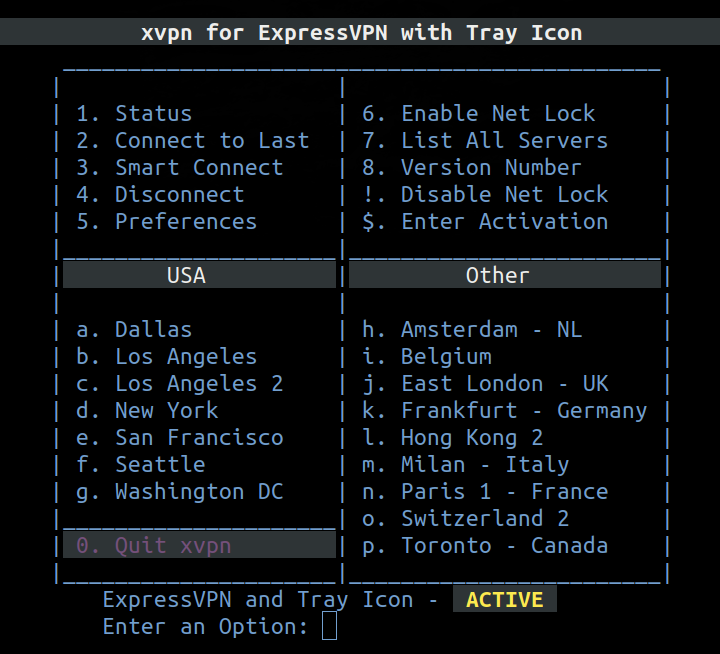 xvpn for ExpressVPN with Tray Icon
1. Status
2. Connect to Last
3. Smart Connect
4. Disconnect
5. Preferences
6. Enable Net Lock
7. List All Servers
8. Version Number
!. Disable Net Lock
$. Enter Activation
USA
a. Dallas
b. Los Angeles
c. Los Angeles 2
d. New York
e. San Francisco
f. Seattle
g. Washington DC
0. Quit xvpn
Other
h. Amsterdam - NL
i. Belgium
j. East London - UK
k. Frankfurt - Germany
l. Hong Kong 2
m. Milan - Italy
n. Paris 1 - France
o. Switzerland 2
p. Toronto - Canada
ExpressVPN and Tray Icon - ACTIVE
Enter an Option: